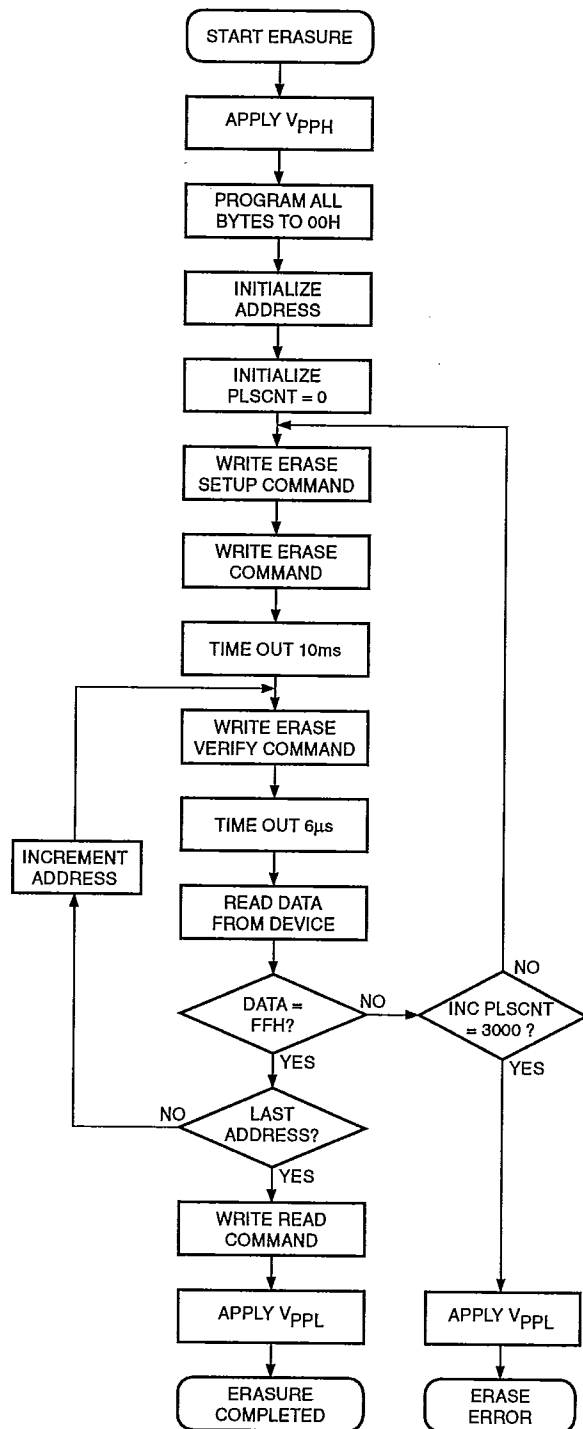 START ERASURE
APPLY VPPH
PROGRAM ALL
BYTES TO 00H
INITIALIZE
ADDRESS
INITIALIZE
PLSCNT = 0
WRITE ERASE
SETUP COMMAND
WRITE ERASE
COMMAND
TIME OUT 10ms
WRITE ERASE
VERIFY COMMAND
TIME OUT 6μs
INCREMENT
ADDRESS
READ DATA
FROM DEVICE
DATA =
FFH?
NO
YES
INC PLSCNT
= 3000 ?
NO
YES
LAST
ADDRESS?
NO
YES
WRITE READ
COMMAND
APPLY VPPL
ERASURE
COMPLETED
APPLY VPPL
ERASE
ERROR